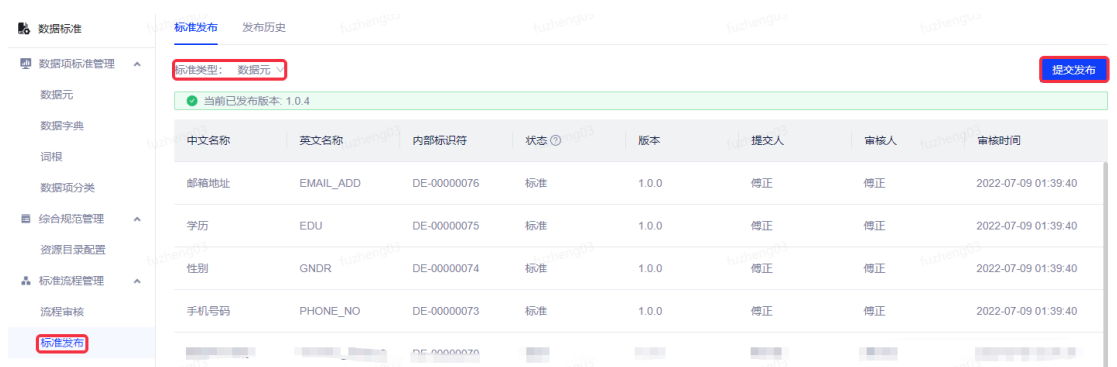 数据标准
标准发布 发布历史
数据项标准管理
标准类型： 数据元
提交发布
数据元
当前已发布版本: 1.0.4
数据字典
中文名称 英文名称 内部标识符 状态 版本 提交人 审核人 审核时间
词根
数据项分类
邮箱地址 EMAIL_ADD DE-00000076 标准 1.0.0 傅正 傅正 2022-07-09 01:39:40
综合规范管理
学历 EDU DE-00000075 标准 1.0.0 傅正 傅正 2022-07-09 01:39:40
资源目录配置
性别 GNDR DE-00000074 标准 1.0.0 傅正 傅正 2022-07-09 01:39:40
标准流程管理
流程审核
手机号码 PHONE_NO DE-00000073 标准 1.0.0 傅正 傅正 2022-07-09 01:39:40
标准发布
fuzheng03